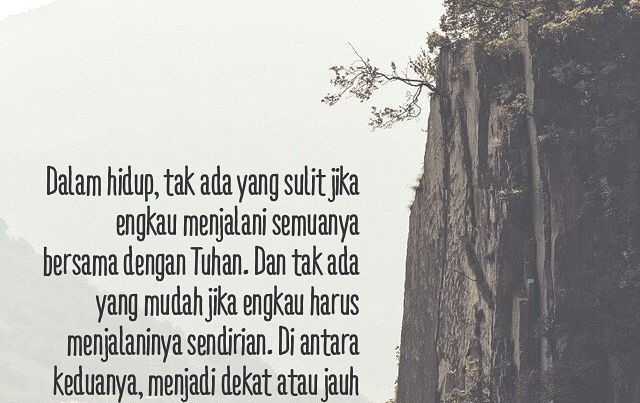 Dalam hidup, tak ada yang sulit jika
engkau menjalani semuanya
bersama dengan Tuhan. Dan tak ada
yang mudah jika engkau harus
menjalaninya sendirian. Di antara
keduanya, menjadi dekat atau jauh